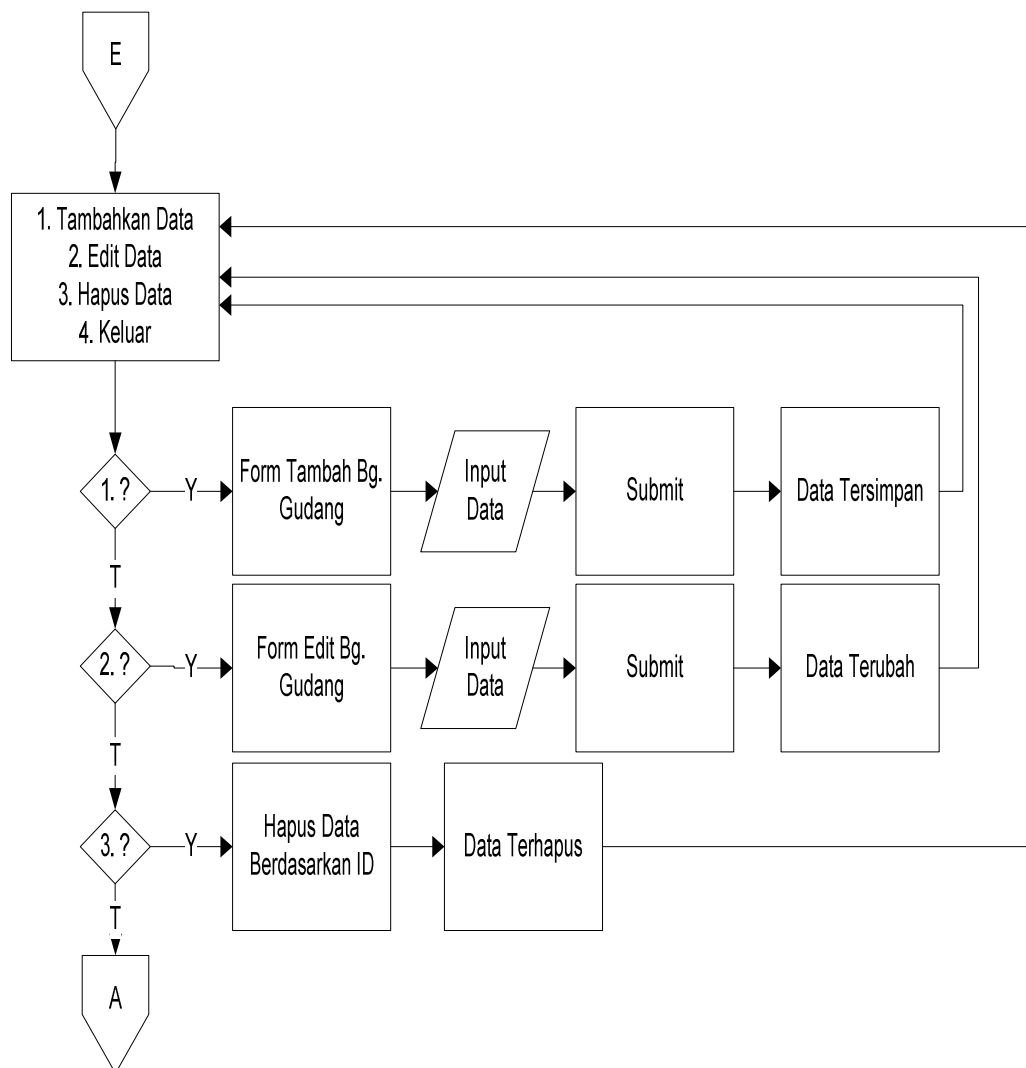 E
1. Tambahkan Data
2. Edit Data
3. Hapus Data
4. Keluar
1. ?
Y
Form Tambah Bg.
Gudang
Input
Data
Submit
Data Tersimpan
T
2. ?
Y
Form Edit Bg.
Gudang
Input
Data
Submit
Data Terubah
T
3. ?
Y
Hapus Data
Berdasarkan ID
Data Terhapus
T
A